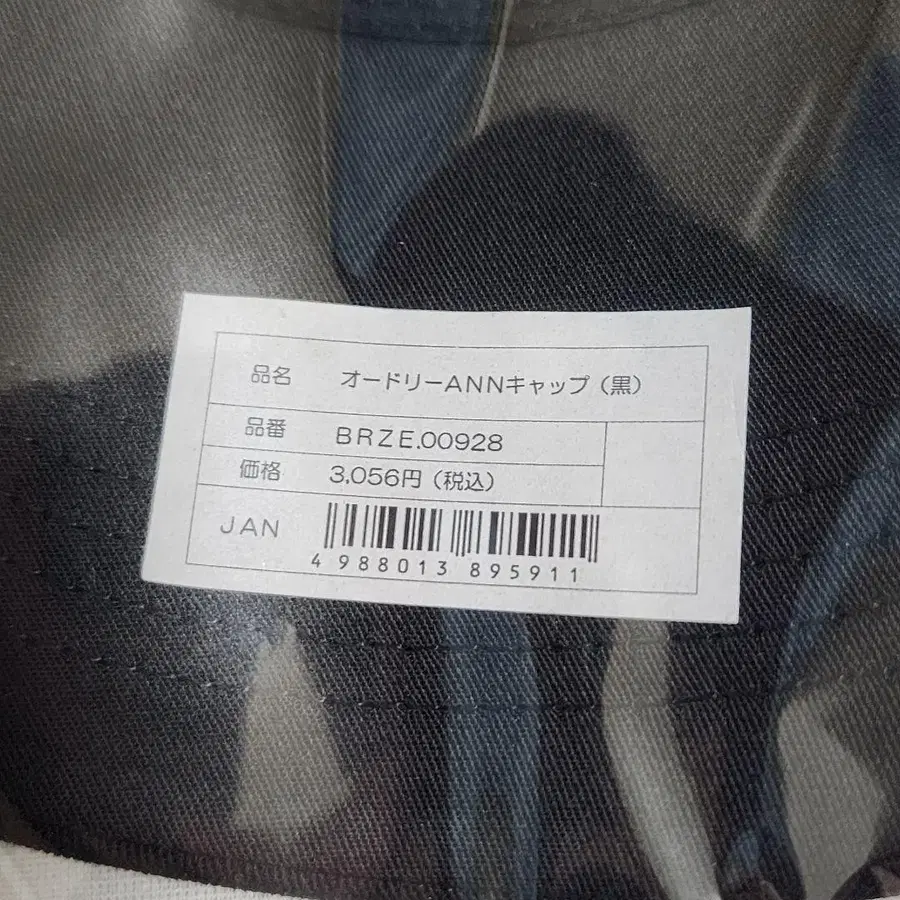 品名 オードリーANNキャップ（黒）
品番 BRZE.00928
価格 3,056円（税込）
JAN
4 988013 895911